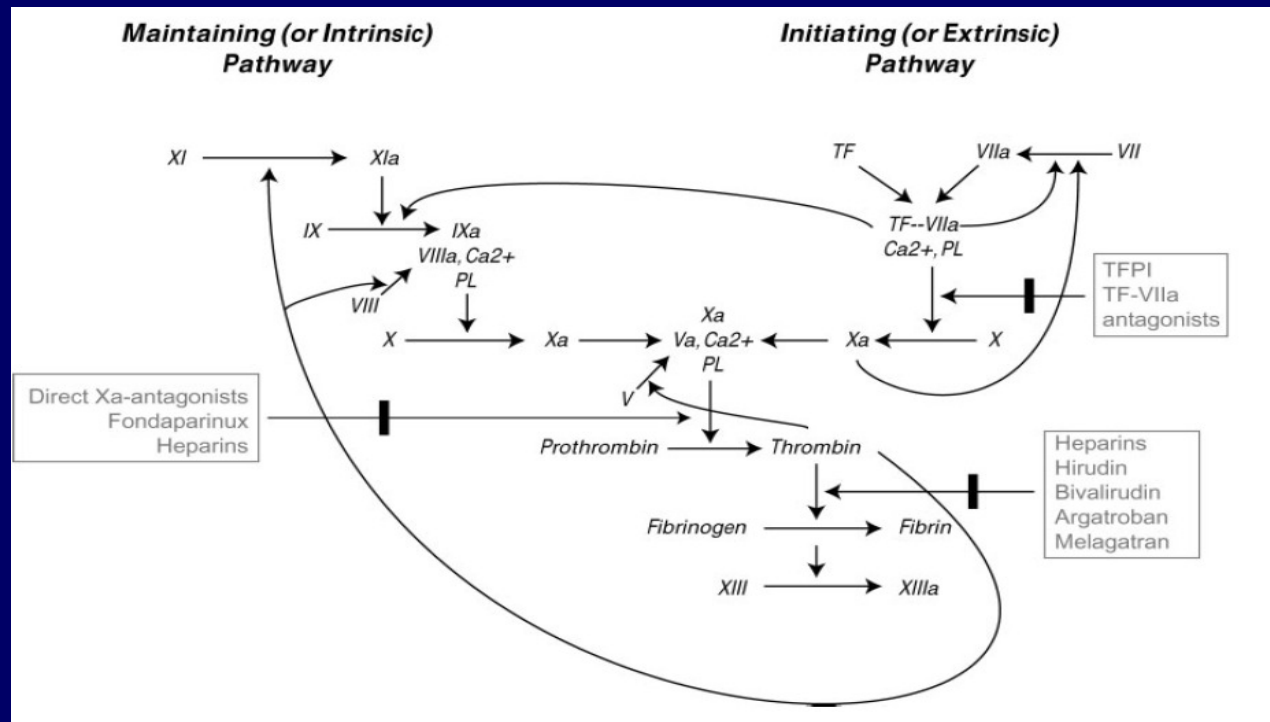 Maintaining (or Intrinsic)
Pathway
Initiating (or Extrinsic)
Pathway
XI
XIa
TF
VIIa
VII
IX
IXa
VIIIa, Ca2+
PL
VIII
TF--VIIa
Ca2+, PL
TFPI
TF-VIIa
antagonists
X
Xa
Xa
Va, Ca2+
PL
Xa
X
V
Direct Xa-antagonists
Fondaparinux
Heparins
Prothrombin
Thrombin
Heparins
Hirudin
Bivalirudin
Argatroban
Melagatran
Fibrinogen
Fibrin
XIII
XIIIa